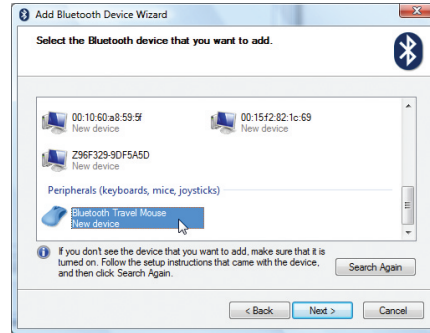 Add Bluetooth Device Wizard
Select the Bluetooth device that you want to add.
00:10:60:a8:59:5f
New device
00:15:f2:82:1c:69
New device
Z96F329-9DF5A5D
New device
Peripherals (keyboards, mice, joysticks)
Bluetooth Travel Mouse
New device
If you don't see the device that you want to add, make sure that it is
turned on. Follow the setup instructions that came with the device,
and then click Search Again.
Search Again
< Back
Next >
Cancel